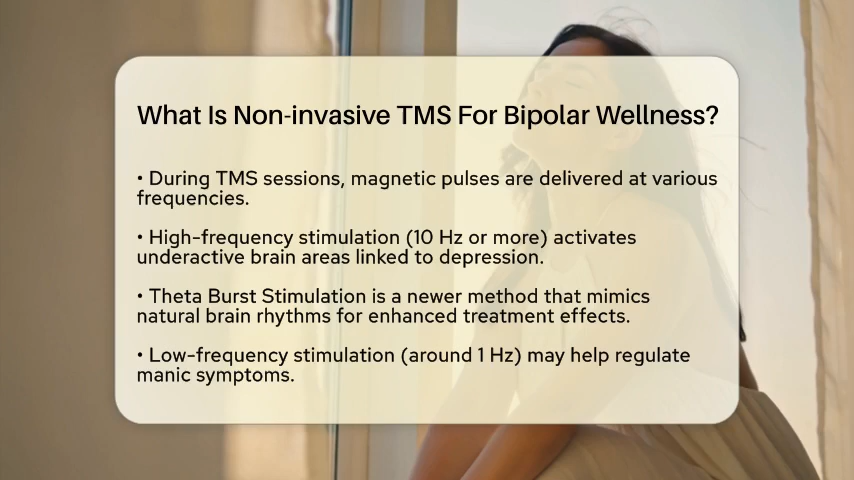 What Is Non-invasive TMS For Bipolar Wellness?
• During TMS sessions, magnetic pulses are delivered at various
frequencies.
• High-frequency stimulation (10 Hz or more) activates
underactive brain areas linked to depression.
• Theta Burst Stimulation is a newer method that mimics
natural brain rhythms for enhanced treatment effects.
• Low-frequency stimulation (around 1 Hz) may help regulate
manic symptoms.